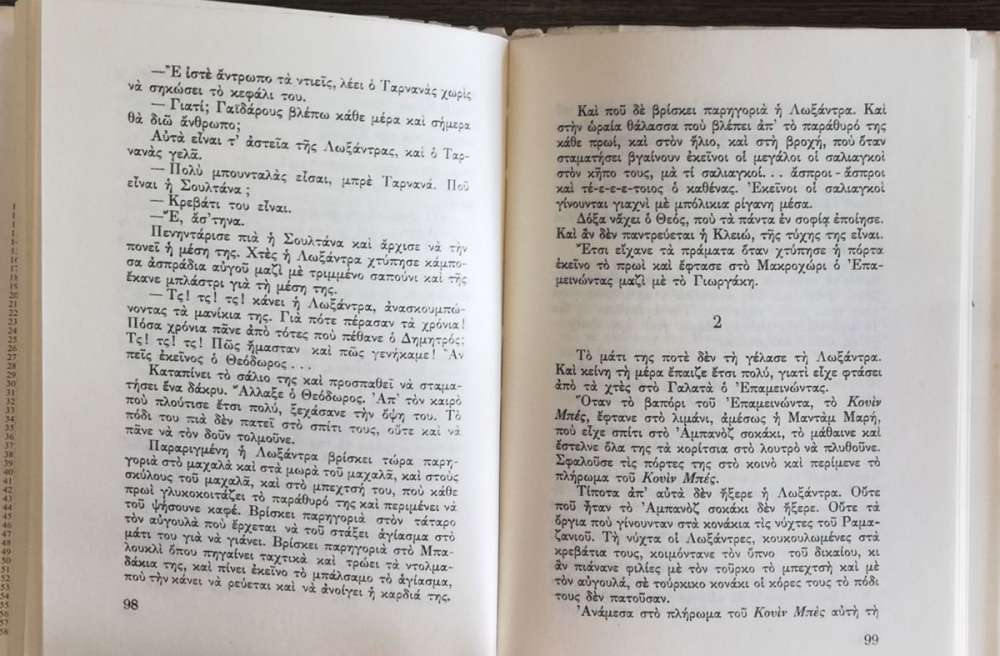 —Ἔ ἰστὲ ἄντρωπο τὰ ντιεῖς, λέει ὁ Ταρνανὰς χωρὶς
νὰ σηκώσει τὸ κεφάλι του.
— Γιατί; Γαϊδάρους βλέπω κάθε μέρα καὶ σήμερα
θὰ διῶ ἄνθρωπο;
Αὐτὰ εἶναι τ' ἀστεῖα τῆς Λωξάντρας, καὶ ὁ Ταρ-
νανὰς γελᾶ.
— Πολὺ μπουνταλὰς εἶσαι, μπρὲ Ταρνανά. Ποῦ
εἶναι ἡ Σουλτάνα;
— Κρεβάτι του εἶναι.
—Ἔ, ἄσ'τηνα.
Πενηντάρισε πιὰ ἡ Σουλτάνα καὶ ἄρχισε νὰ τὴν
πονεῖ ἡ μέση της. Χτὲς ἡ Λωξάντρα χτύπησε κάμπο-
σα ἀσπράδια αὐγοῦ μαζὶ μὲ τριμμένο σαπούνι καὶ τῆς
ἔκανε μπλάστρι γιὰ τὴ μέση της.
— Τς! τς! τς! κάνει ἡ Λωξάντρα, ἀνασκουμπώ-
νοντας τὰ μανίκια της. Γιὰ πότε πέρασαν τὰ χρόνια!
Πόσα χρόνια πᾶνε ἀπὸ τότες ποὺ πέθανε ὁ Δημητρός;
Τς! τς! τς! Πῶς ἤμασταν καὶ πῶς γενήκαμε! Ἂν
πεῖς ἐκεῖνος ὁ Θεόδωρος...
Καταπίνει τὸ σάλιο της καὶ προσπαθεῖ νὰ σταμα-
τήσει ἕνα δάκρυ. Ἄλλαξε ὁ Θεόδωρος. Ἀπ' τὸν καιρὸ
ποὺ πλούτισε ἔτσι πολύ, ξεχάσανε τὴν ὄψη του. Τὸ
πόδι του πιὰ δὲν πατεῖ στὸ σπίτι τους, οὔτε καὶ νὰ
πᾶνε νὰ τὸν δοῦν τολμοῦνε.
Παραριγμένη ἡ Λωξάντρα βρίσκει τώρα παρη-
γοριὰ στὸ μαχαλὰ καὶ στὰ μωρὰ τοῦ μαχαλᾶ, καὶ στοὺς
σκύλους τοῦ μαχαλᾶ, καὶ στὸ μπεχτσή του, ποὺ κάθε
πρωὶ γλυκοκοιτάζει τὸ παράθυρό της καὶ περιμένει νὰ
τοῦ ψήσουνε καφέ. Βρίσκει παρηγοριὰ στὸν τάταρο
τὸν αὐγουλὰ ποὺ ἔρχεται νὰ τοῦ στάξει ἁγίασμα στὸ
μάτι του γιὰ νὰ γιάνει. Βρίσκει παρηγοριὰ στὸ Μπα-
λουκλὶ ὅπου πηγαίνει ταχτικὰ καὶ τρώει τὰ ντολμα-
δάκια της, καὶ πίνει ἐκεῖνο τὸ μπάλσαμο τὸ ἁγίασμα,
ποὺ τὴν κάνει νὰ ρεύεται καὶ νὰ ἀνοίγει ἡ καρδιά της.
98
Καὶ ποῦ δὲ βρίσκει παρηγοριὰ ἡ Λωξάντρα. Καὶ
στὴν ὡραία θάλασσα ποὺ βλέπει ἀπ' τὸ παράθυρό της
κάθε πρωί, καὶ στὸν ἥλιο, καὶ στὴ βροχή, ποὺ ὅταν
σταματήσει βγαίνουν ἐκεῖνοι οἱ μεγάλοι οἱ σαλιαγκοὶ
στὸν κῆπο τους, μὰ τί σαλιαγκοί... ἄσπροι-ἄσπροι
καὶ τέ-ε-ε-ε-τοιος ὁ καθένας. Ἐκεῖνοι οἱ σαλιαγκοὶ
γίνουνται γιαχνὶ μὲ μπόλικια ρίγανη μέσα.
Δόξα νἄχει ὁ Θεός, ποὺ τὰ πάντα ἐν σοφίᾳ ἐποίησε.
Καὶ ἂν δὲν παντρεύεται ἡ Κλειώ, τῆς τύχης της εἶναι.
Ἔτσι εἴχανε τὰ πράματα ὅταν χτύπησε ἡ πόρτα
ἐκεῖνο τὸ πρωὶ καὶ ἔφτασε στὸ Μακροχώρι ὁ Ἐπα-
μεινώντας μαζὶ μὲ τὸ Γιωργάκη.
2
Τὸ μάτι της ποτὲ δὲν τὴ γέλασε τὴ Λωξάντρα.
Καὶ κείνη τὴ μέρα ἔπαιζε ἔτσι πολύ, γιατὶ εἶχε φτάσει
ἀπὸ τὰ χτὲς στὸ Γαλατὰ ὁ Ἐπαμεινώντας.
Ὅταν τὸ βαπόρι τοῦ Ἐπαμεινώντα, τὸ Κουὶν
Μπές, ἔφτανε στὸ λιμάνι, ἀμέσως ἡ Μαντὰμ Μαρή,
ποὺ εἶχε σπίτι στὸ Ἀμπανὸζ σοκάκι, τὸ μάθαινε καὶ
ἔστελνε ὅλα της τὰ κορίτσια στὸ λουτρὸ νὰ πλυθοῦνε.
Σφαλοῦσε τὶς πόρτες της στὸ κοινὸ καὶ περίμενε τὸ
πλήρωμα τοῦ Κουὶν Μπές.
Τίποτα ἀπ' αὐτὰ δὲν ἤξερε ἡ Λωξάντρα. Οὔτε
ποῦ ἦταν τὸ Ἀμπανὸζ σοκάκι δὲν ἤξερε. Οὔτε τὰ
ὄργια ποὺ γίνουνταν στὰ κονάκια τὶς νύχτες τοῦ Ραμα-
ζανιοῦ. Τὴ νύχτα οἱ Λωξάντρες, κουκουλωμένες στὰ
κρεβάτια τους, κοιμόντανε τὸν ὕπνο τοῦ δικαίου, κι
ἂν πιάνανε φιλίες μὲ τὸν τοῦρκο τὸ μπεχτσὴ καὶ μὲ
τὸν αὐγουλά, σὲ τούρκικο κονάκι οἱ κόρες τους τὸ πόδι
τους δὲν πατοῦσαν.
Ἀνάμεσα στὸ πλήρωμα τοῦ Κουὶν Μπὲς αὐτὴ τὴ
99